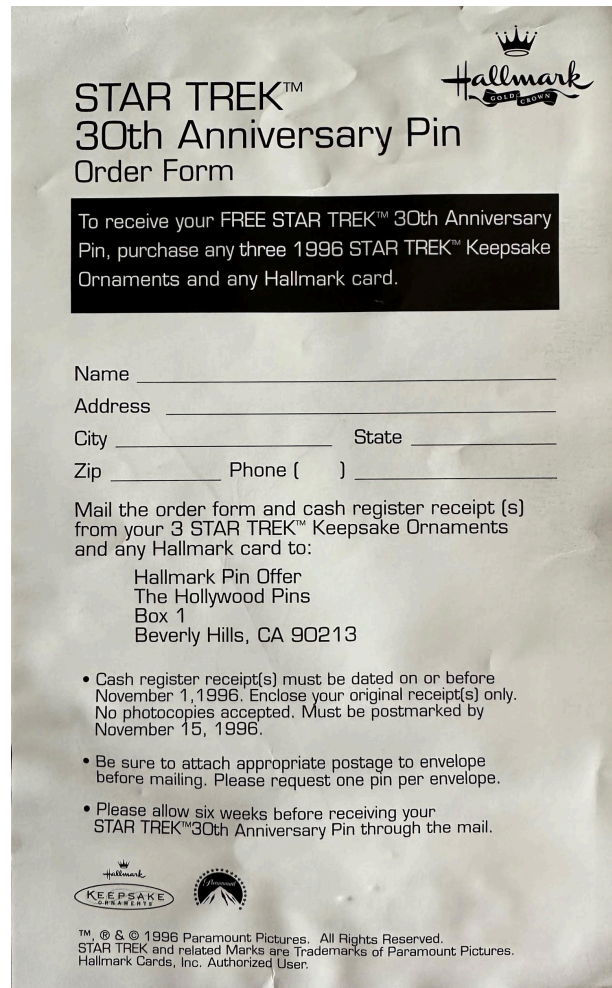 Hallmark
GOLD CROWN
STAR TREK™
30th Anniversary Pin
Order Form
To receive your FREE STAR TREK™ 30th Anniversary
Pin, purchase any three 1996 STAR TREK™ Keepsake
Ornaments and any Hallmark card.
Name
Address
City State
Zip Phone ( )
Mail the order form and cash register receipt (s)
from your 3 STAR TREK™ Keepsake Ornaments
and any Hallmark card to:
Hallmark Pin Offer
The Hollywood Pins
Box 1
Beverly Hills, CA 90213
• Cash register receipt(s) must be dated on or before
November 1,1996. Enclose your original receipt(s) only.
No photocopies accepted. Must be postmarked by
November 15, 1996.
• Be sure to attach appropriate postage to envelope
before mailing. Please request one pin per envelope.
• Please allow six weeks before receiving your
STAR TREK™30th Anniversary Pin through the mail.
Hallmark
KEEPSAKE
ORNAMENTS
Paramount
™, ® & © 1996 Paramount Pictures. All Rights Reserved.
STAR TREK and related Marks are Trademarks of Paramount Pictures.
Hallmark Cards, Inc. Authorized User.